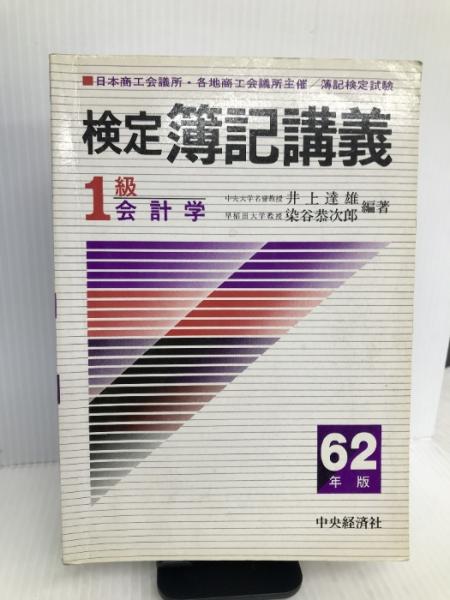 ■日本商工会議所・各地商工会議所主催／簿記検定試験
検定簿記講義
1級会計学
中央大学名誉教授 井上達雄
早稲田大学教授 染谷恭次郎
編著
62
年版
中央経済社